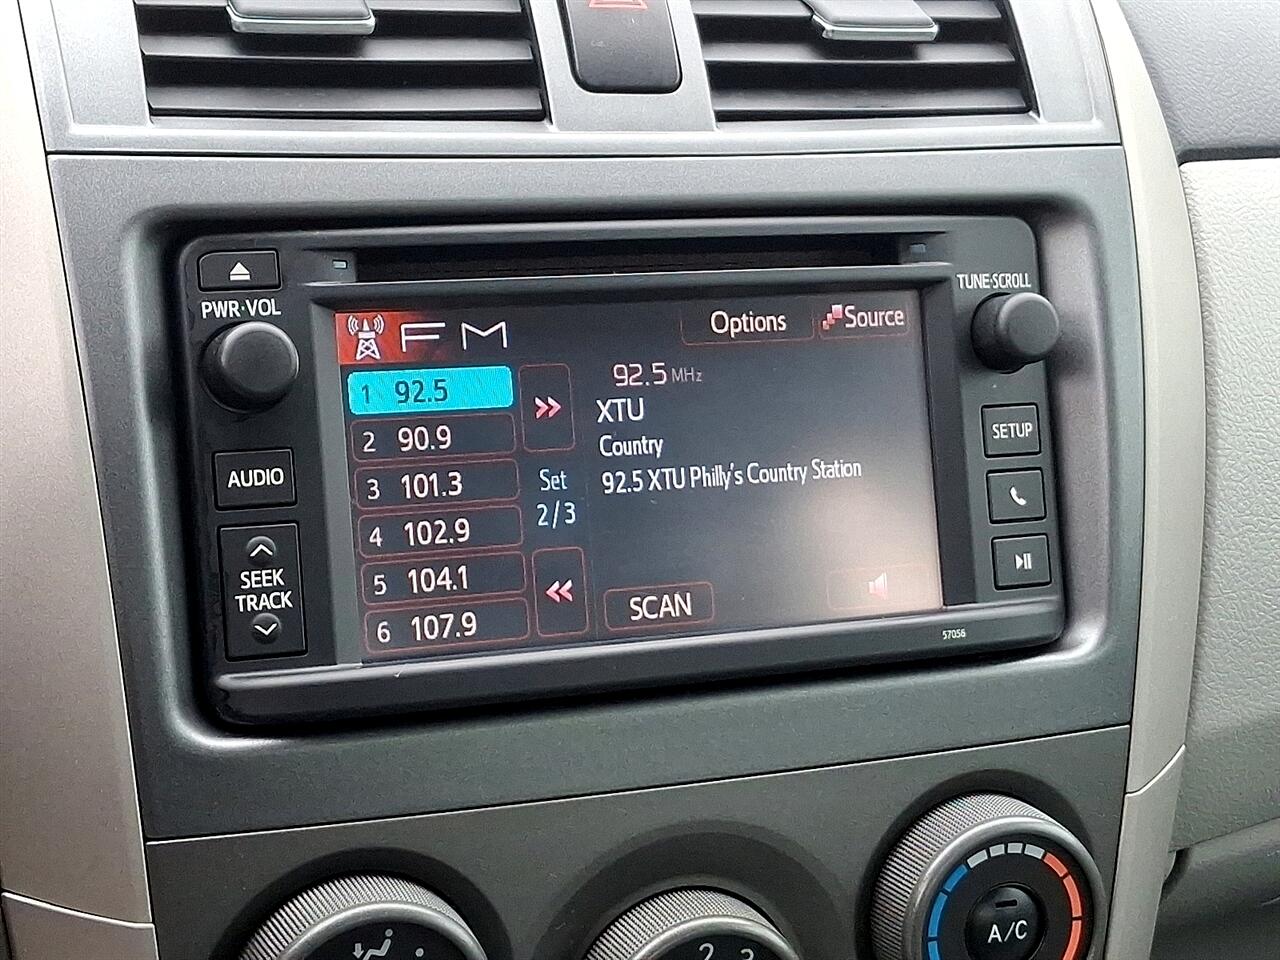 PWR·VOL
TUNE·SCROLL
FM
Options
Source
1 92.5
2 90.9
3 101.3
4 102.9
5 104.1
6 107.9
Set
2/3
92.5 MHz
XTU
Country
92.5 XTU Philly's Country Station
SCAN
AUDIO
SEEK
TRACK
SETUP
57056
2 3
A/C